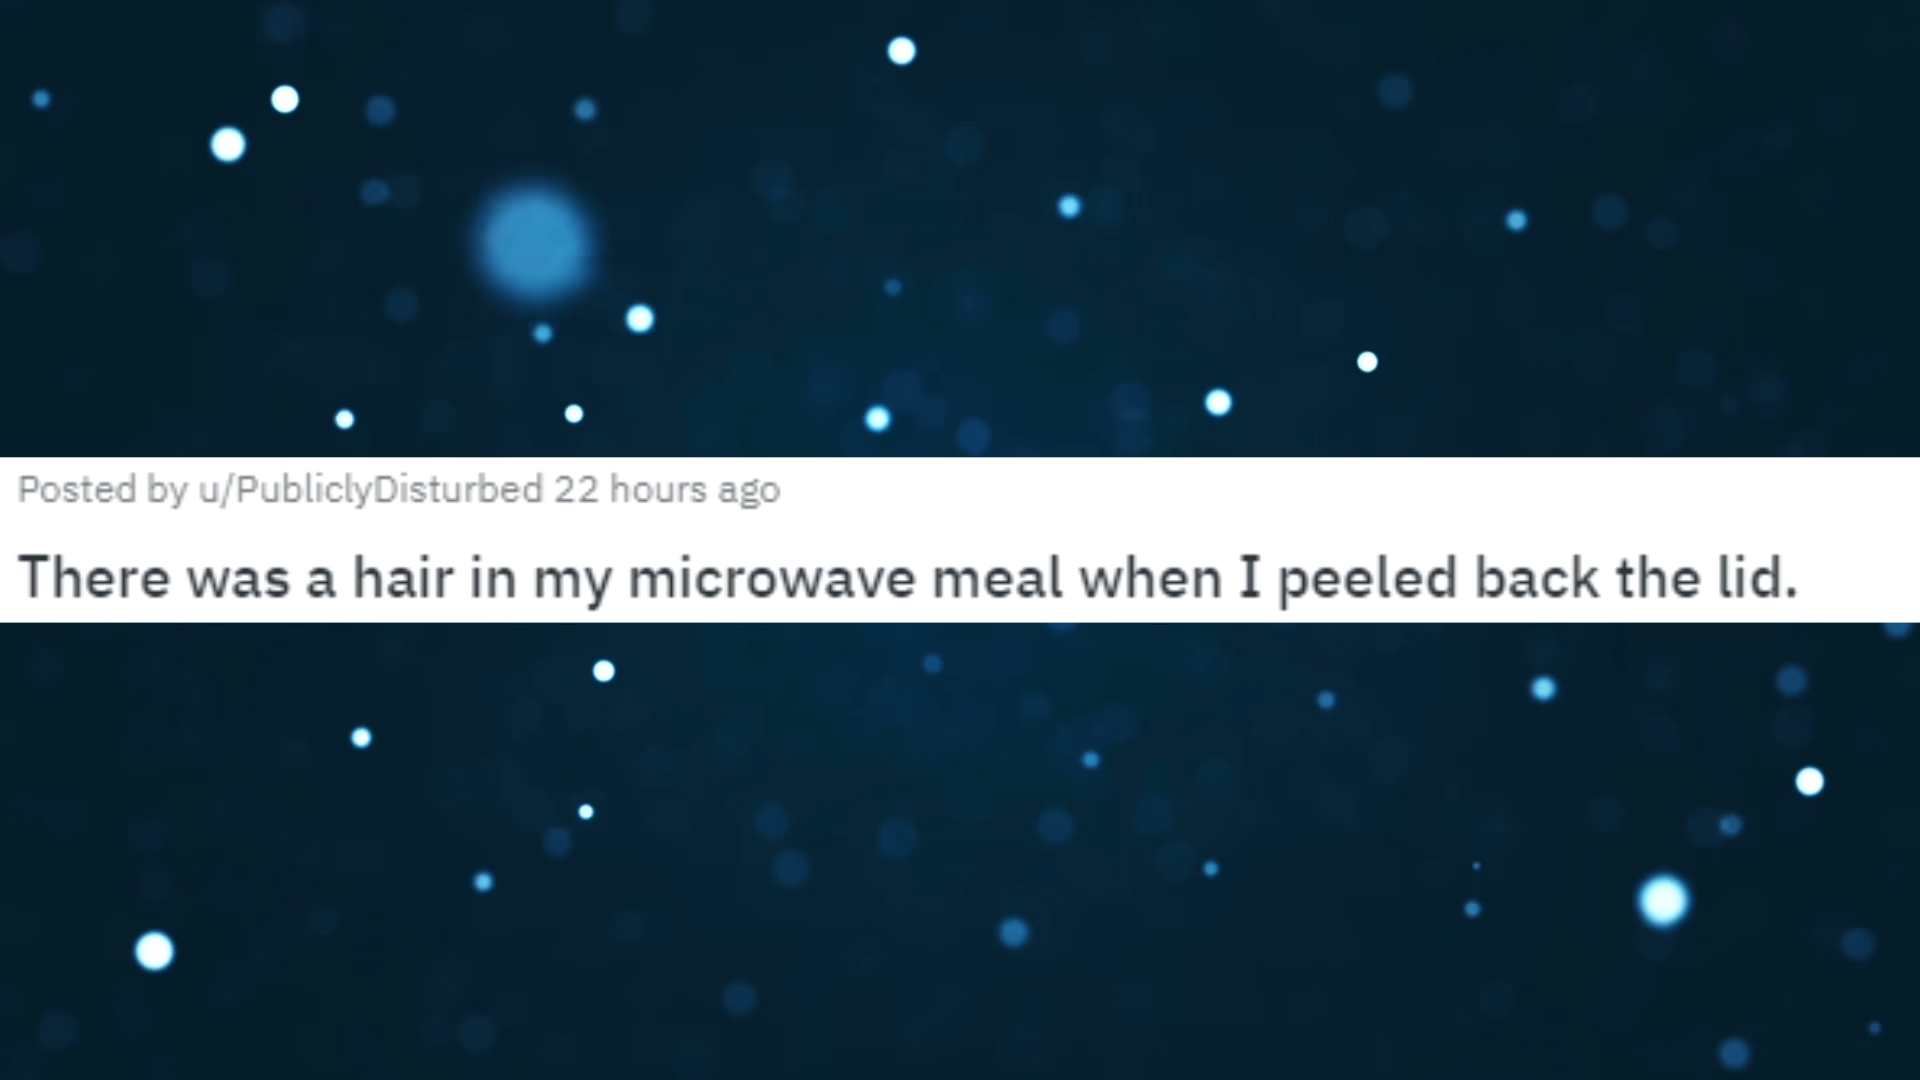 Posted by u/PubliclyDisturbed 22 hours ago
There was a hair in my microwave meal when I peeled back the lid.